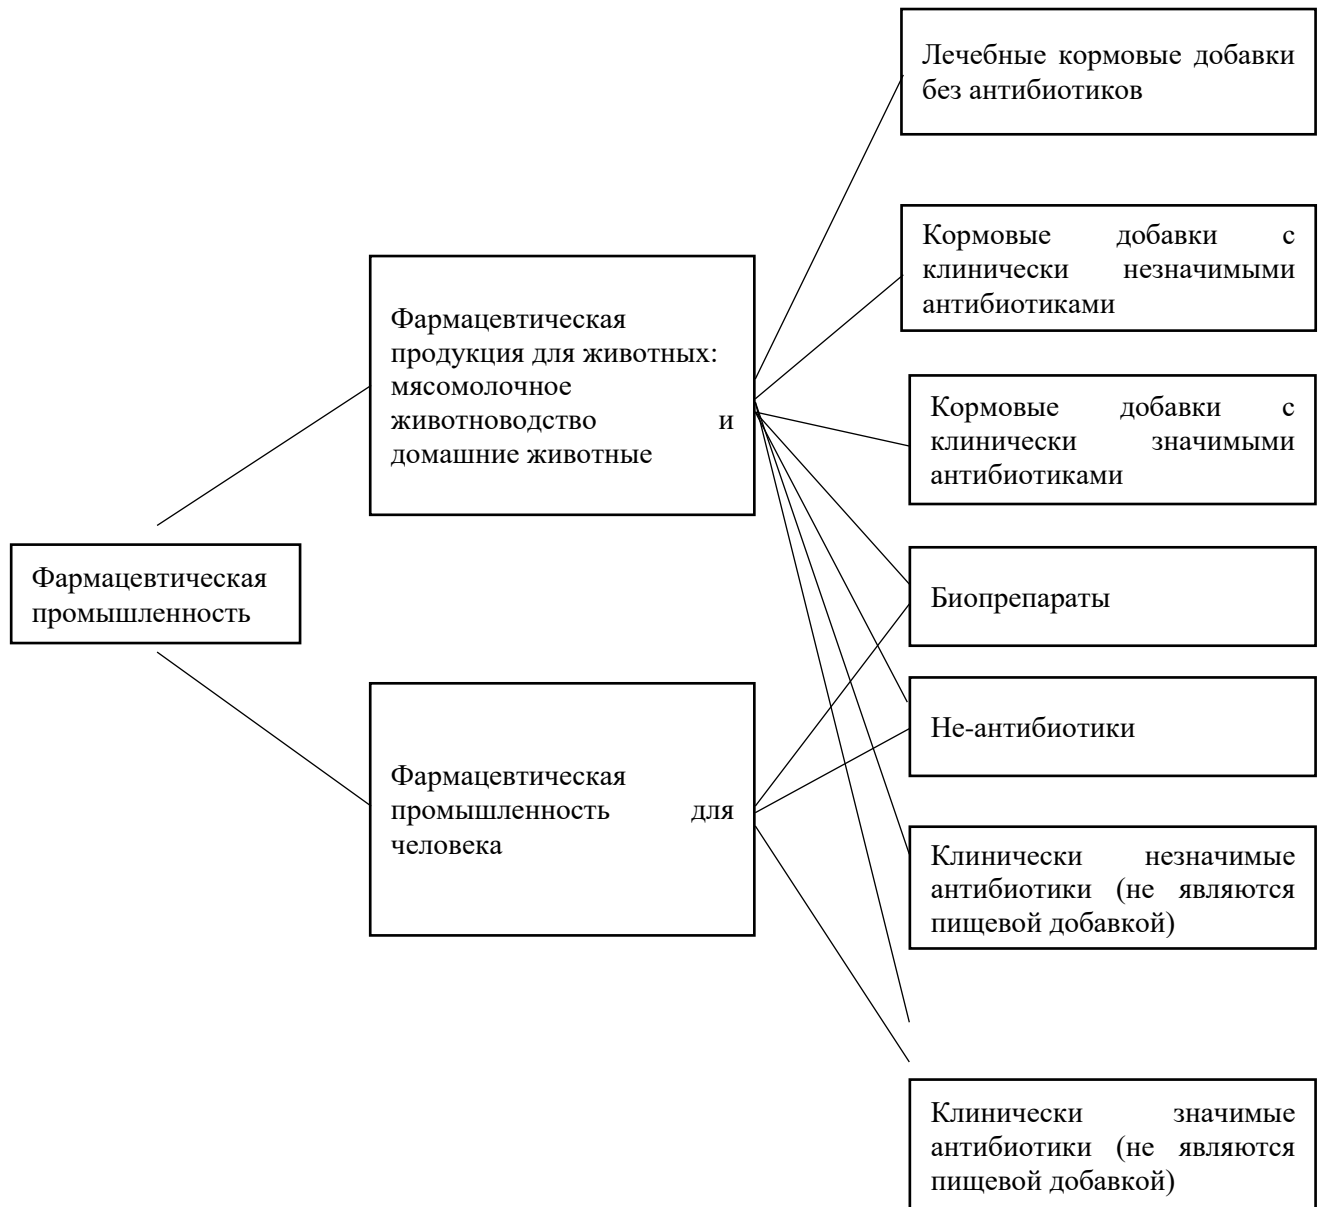 Лечебные кормовые добавки
без антибиотиков
Кормовые добавки с
клинически незначимыми
антибиотиками
Фармацевтическая
продукция для животных:
мясомолочное
животноводство и
домашние животные
Кормовые добавки с
клинически значимыми
антибиотиками
Фармацевтическая
промышленность
Биопрепараты
Не-антибиотики
Фармацевтическая
промышленность для
человека
Клинически незначимые
антибиотики (не являются
пищевой добавкой)
Клинически значимые
антибиотики (не являются
пищевой добавкой)